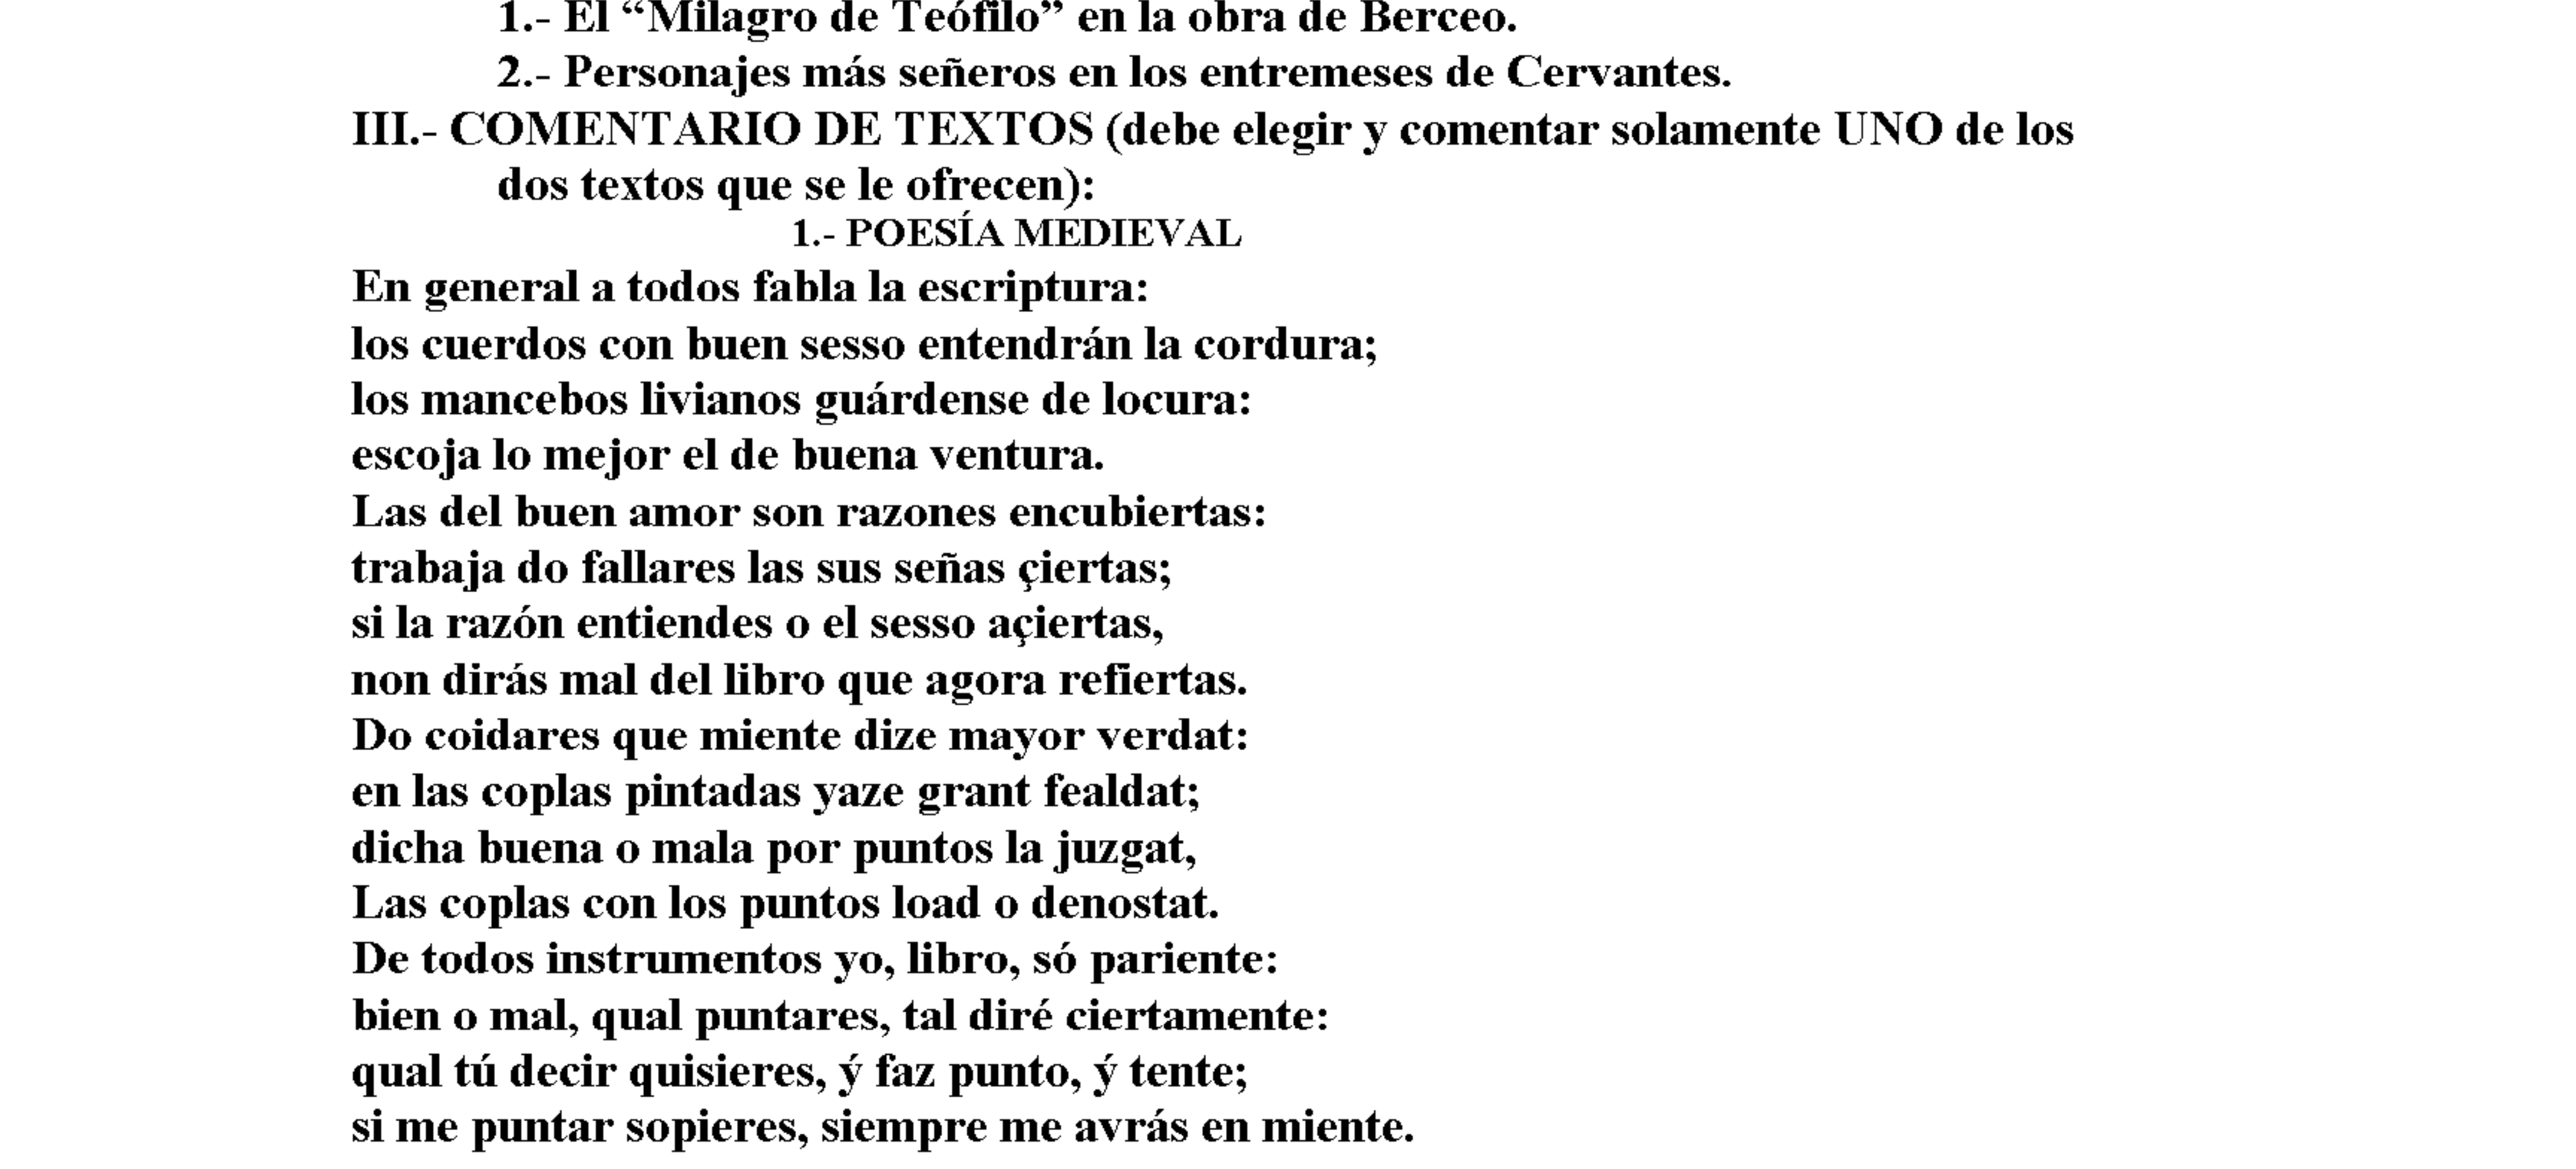 1.- El “Milagro de Teófilo” en la obra de Berceo.
2.- Personajes más señeros en los entremeses de Cervantes.
III.- COMENTARIO DE TEXTOS (debe elegir y comentar solamente UNO de los
dos textos que se le ofrecen):
1.- POESÍA MEDIEVAL
En general a todos fabla la escriptura:
los cuerdos con buen sesso entendrán la cordura;
los mancebos livianos guárdense de locura:
escoja lo mejor el de buena ventura.
Las del buen amor son razones encubiertas:
trabaja do fallares las sus señas çiertas;
si la razón entiendes o el sesso açiertas,
non dirás mal del libro que agora refiertas.
Do coidares que miente dize mayor verdat:
en las coplas pintadas yaze grant fealdat;
dicha buena o mala por puntos la juzgat,
Las coplas con los puntos load o denostat.
De todos instrumentos yo, libro, só pariente:
bien o mal, qual puntares, tal diré ciertamente:
qual tú decir quisieres, ý faz punto, ý tente;
si me puntar sopieres, siempre me avrás en miente.